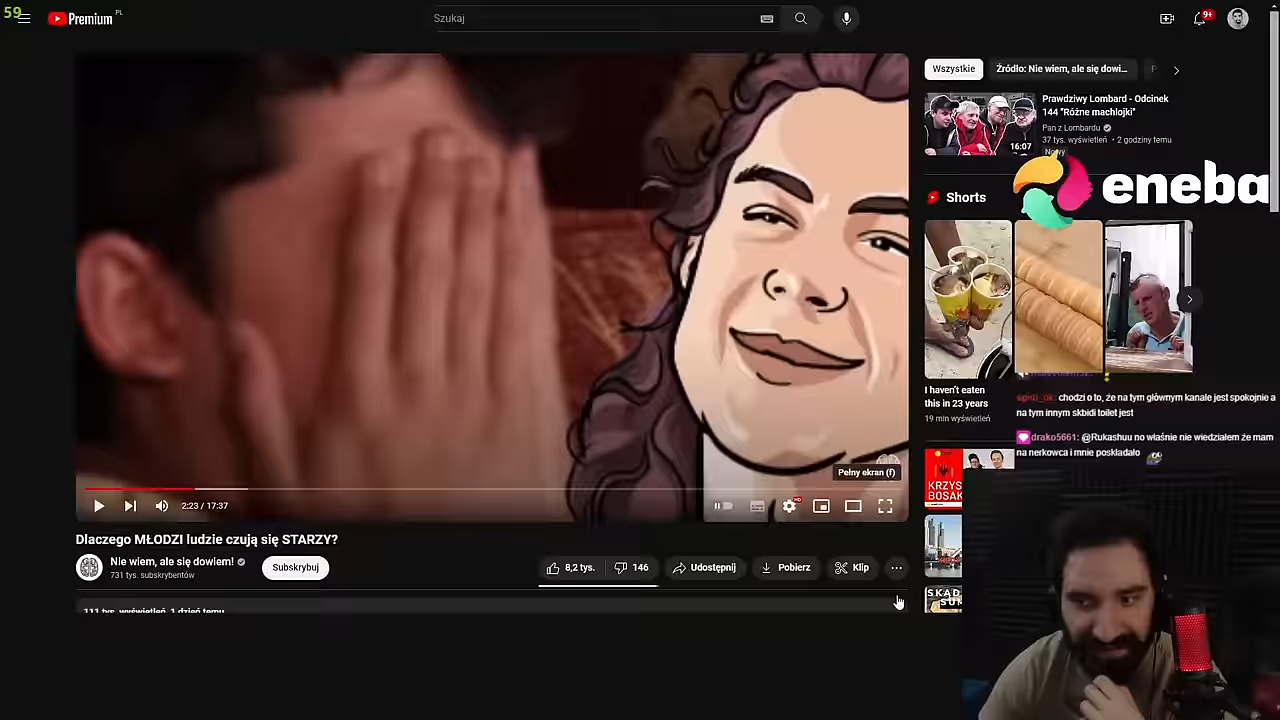 59
Premium PL
Szukaj
9+
Wszystkie
Źródło: Nie wiem, ale się dowi...
Prawdziwy Lombard - Odcinek
144 "Różne machlojki"
Pan z Lombardu
37 tys. wyświetleń • 2 godziny temu
Nowy
16:07
eneba
Shorts
I haven't eaten
this in 23 years
19 min wyświetleń
chodzi o to, że na tym głównym kanale jest spokojnie a
na tym innym skbidi toilet jest
drako5661: @Rukashuu no właśnie nie wiedziałem że mam
na nerkowca i mnie poskładało
KRZYS
BOSAK
Pełny ekran (f)
2:23 / 17:37
HD
Dlaczego MŁODZI ludzie czują się STARZY?
Nie wiem, ale się dowiem!
731 tys. subskrybentów
Subskrybuj
8,2 tys.
146
Udostępnij
Pobierz
Klip
111 tys. wyświetleń 1 dzień temu